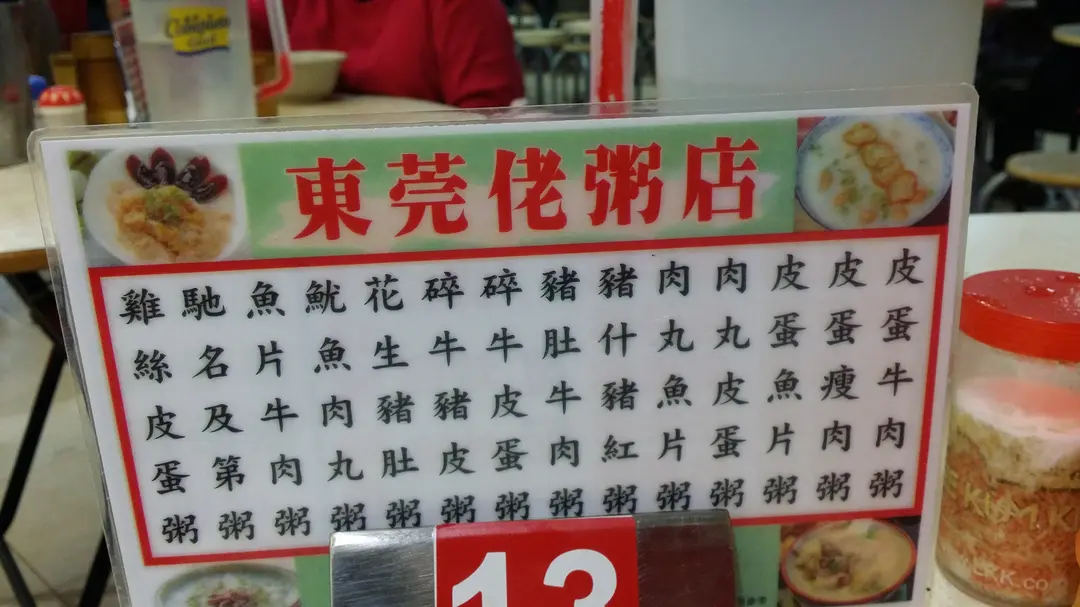 東莞佬粥店
皮蛋牛肉粥
皮蛋瘦肉粥
皮蛋魚片粥
肉丸皮蛋粥
肉丸魚片粥
豬什豬紅粥
豬肚牛肉粥
碎牛皮蛋粥
碎牛豬皮粥
花生豬肚粥
魷魚肉丸粥
魚片牛肉粥
馳名及第粥
雞絲皮蛋粥
13